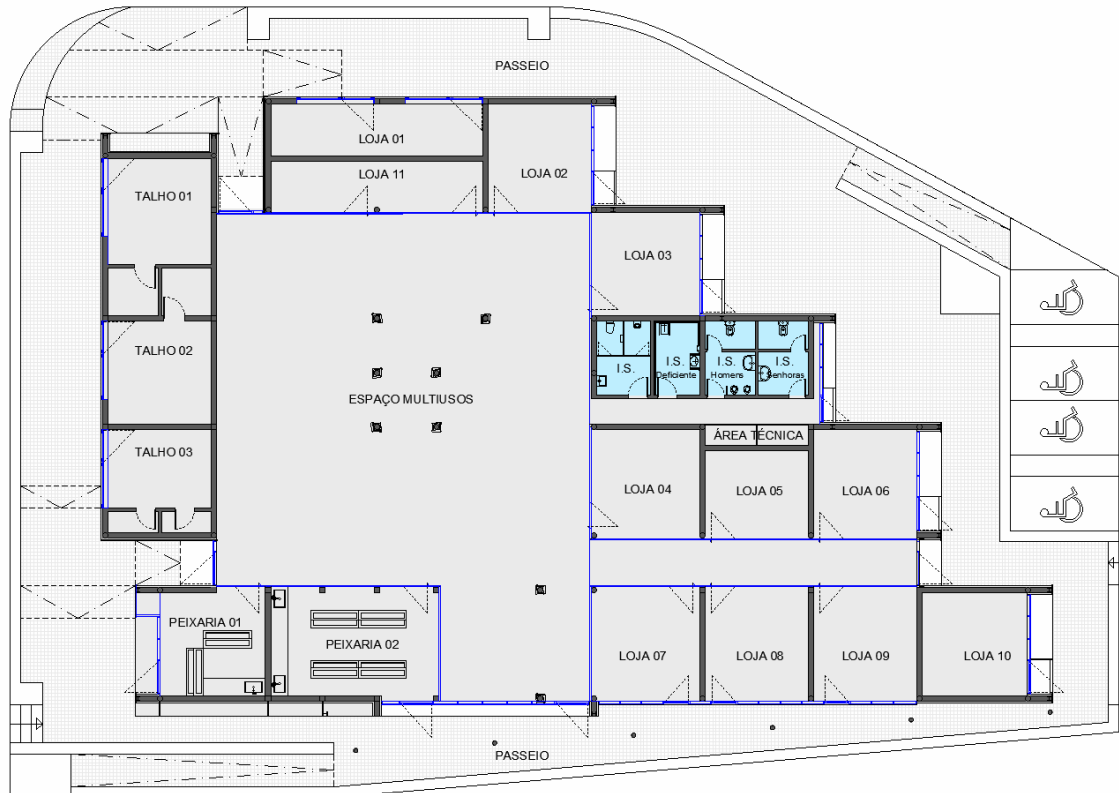 PASSEIO
LOJA 01
LOJA 11
LOJA 02
TALHO 01
LOJA 03
TALHO 02
I.S.
I.S.
Deficiente
I.S.
Homens
I.S.
Senhoras
ESPAÇO MULTIUSOS
ÁREA TÉCNICA
TALHO 03
LOJA 04
LOJA 05
LOJA 06
PEIXARIA 01
PEIXARIA 02
LOJA 07
LOJA 08
LOJA 09
LOJA 10
PASSEIO